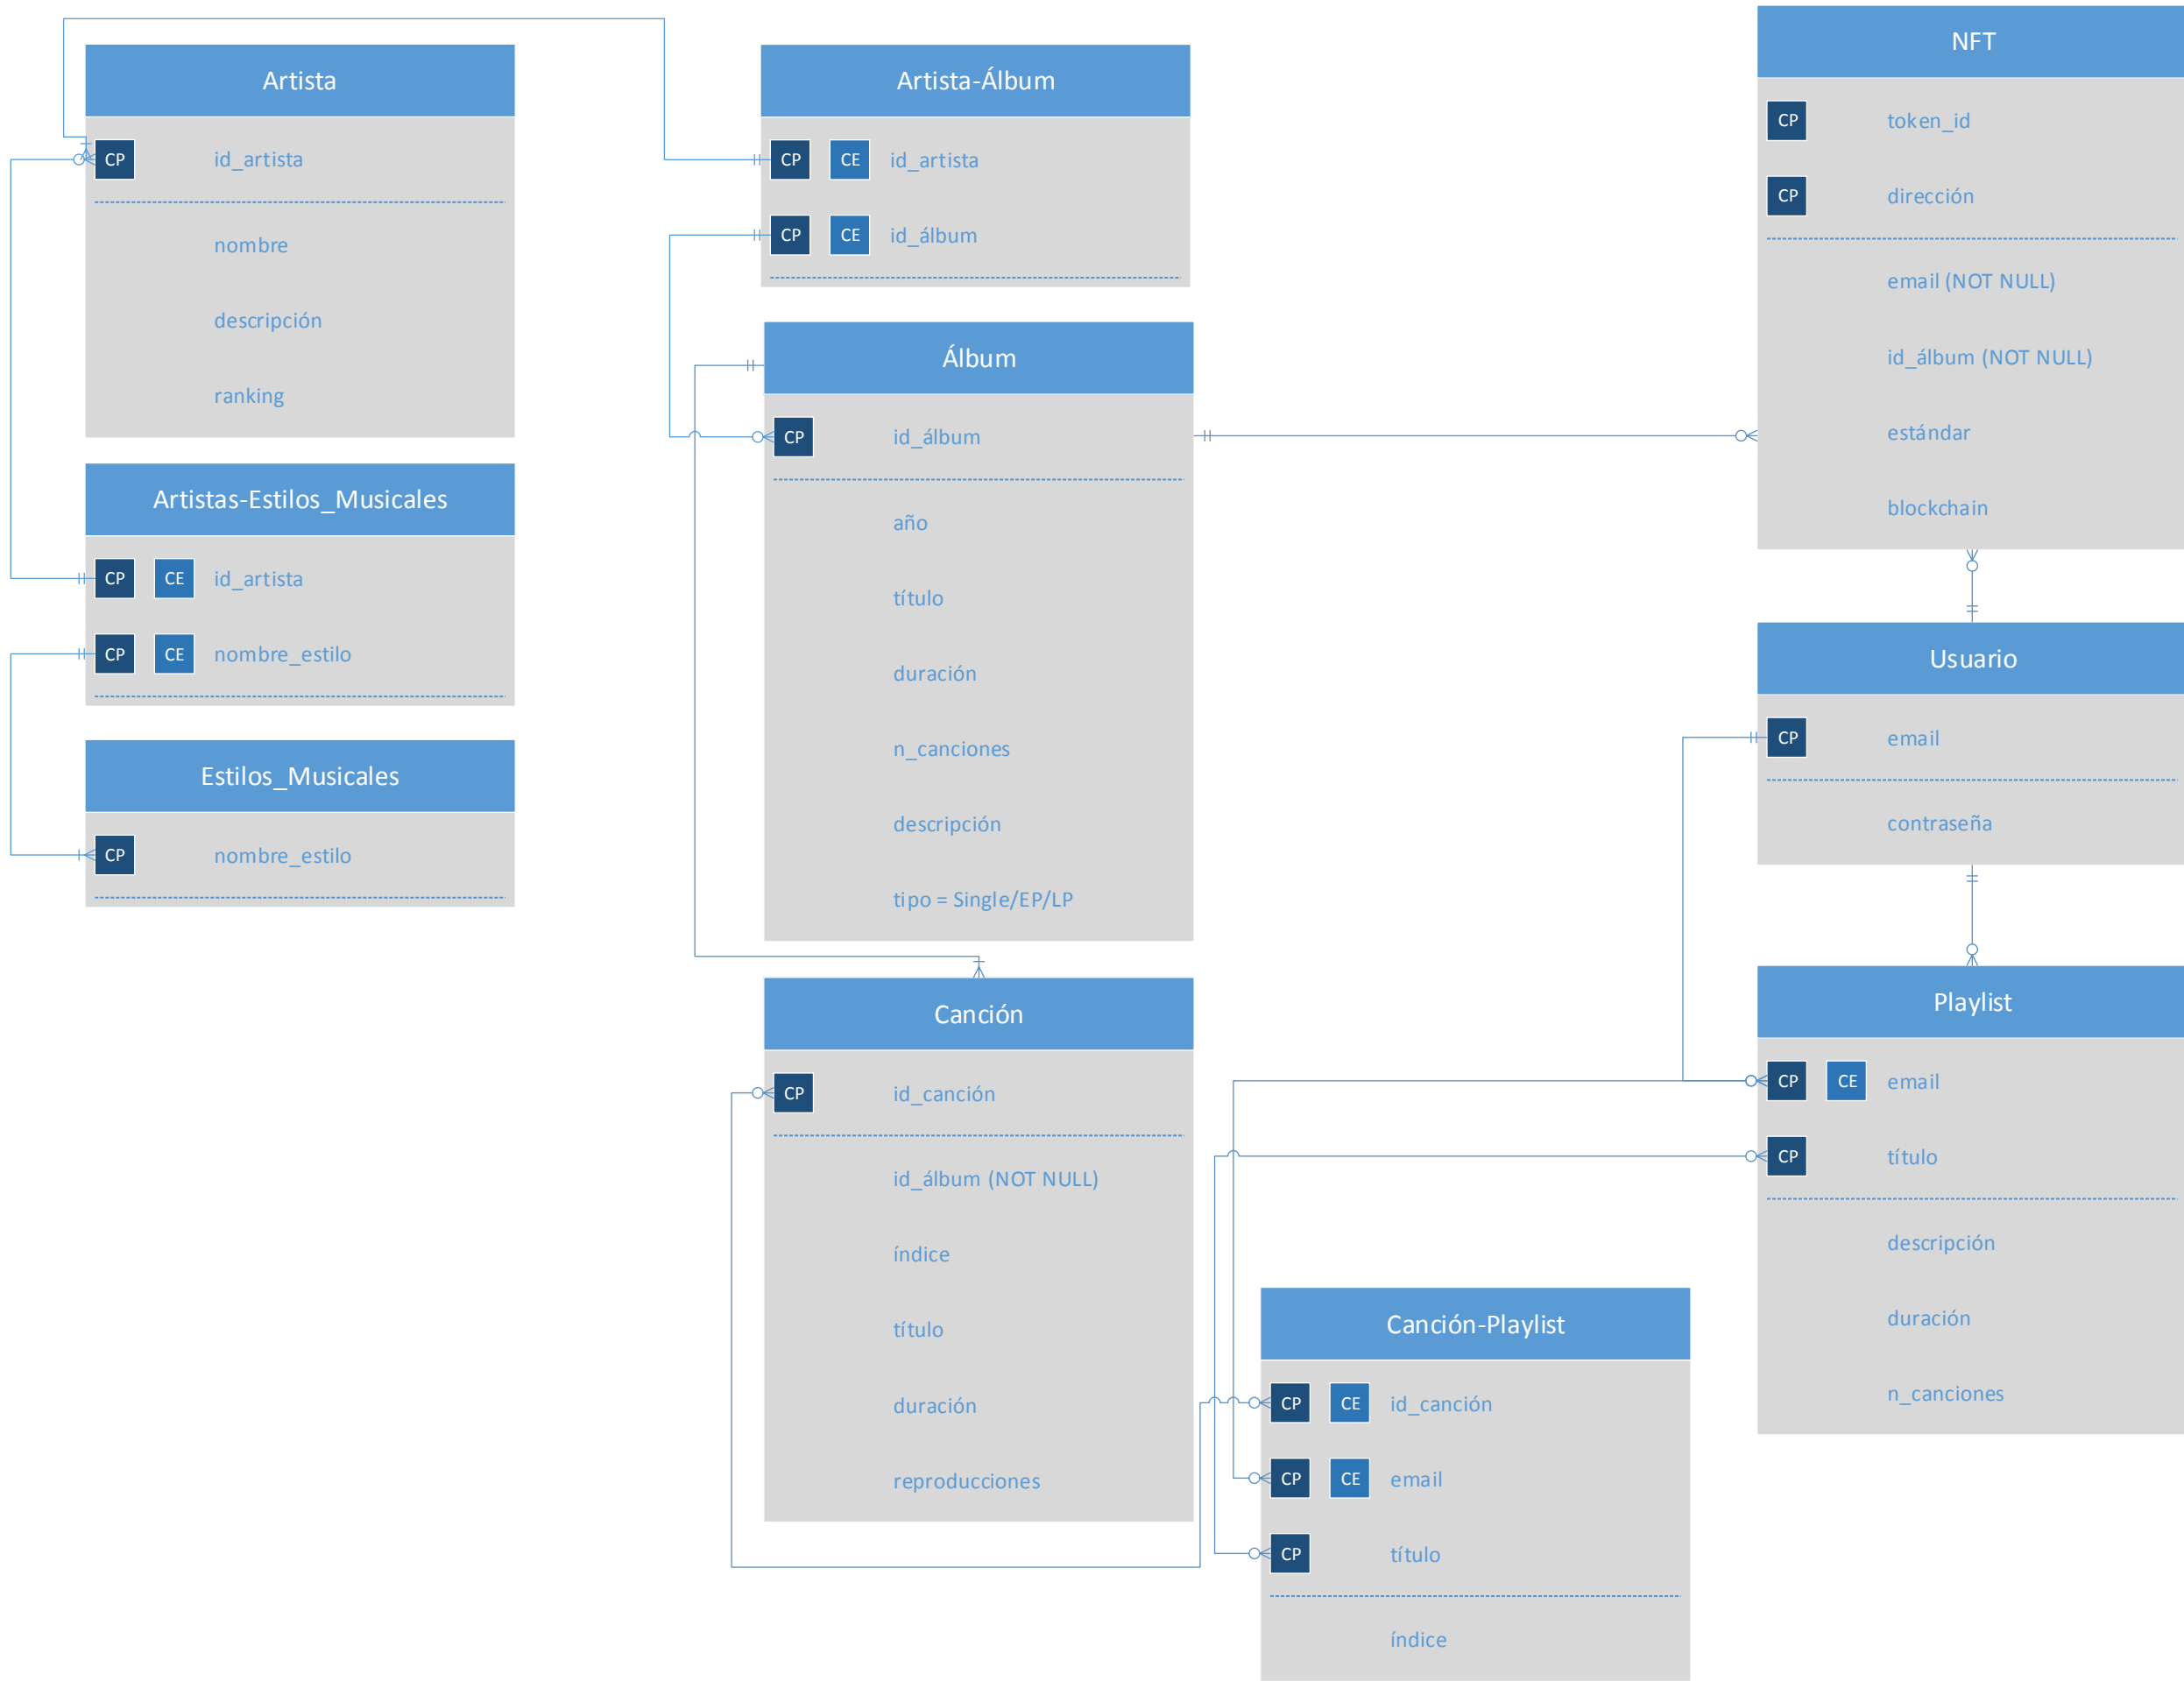 Artista
CP id_artista
nombre
descripción
ranking
Artistas-Estilos_Musicales
CP CE id_artista
CP CE nombre_estilo
Estilos_Musicales
CP nombre_estilo
Artista-Álbum
CP CE id_artista
CP CE id_álbum
Álbum
CP id_álbum
año
título
duración
n_canciones
descripción
tipo = Single/EP/LP
Canción
CP id_canción
id_álbum (NOT NULL)
índice
título
duración
reproducciones
Canción-Playlist
CP CE id_canción
CP CE email
CP título
índice
NFT
CP token_id
CP dirección
email (NOT NULL)
id_álbum (NOT NULL)
estándar
blockchain
Usuario
CP email
contraseña
Playlist
CP CE email
CP título
descripción
duración
n_canciones